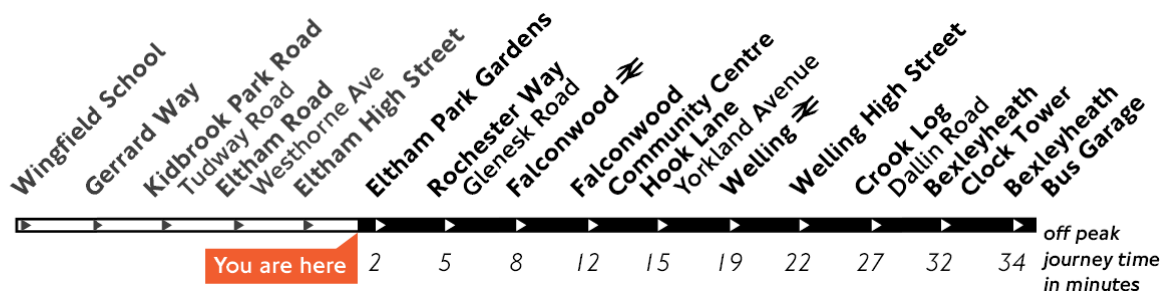 Wingfield School
Gerrard Way
Kidbrook Park Road
Tudway Road
Eltham Road
Westhorne Ave
Eltham High Street
Eltham Park Gardens
Rochester Way
Glenesk Road
Falconwood
Falconwood
Community Centre
Hook Lane
Yorkland Avenue
Welling
Welling High Street
Crook Log
Dallin Road
Bexleyheath
Clock Tower
Bexleyheath
Bus Garage
You are here
2 5 8 12 15 19 22 27 32 34
off peak
journey time
in minutes